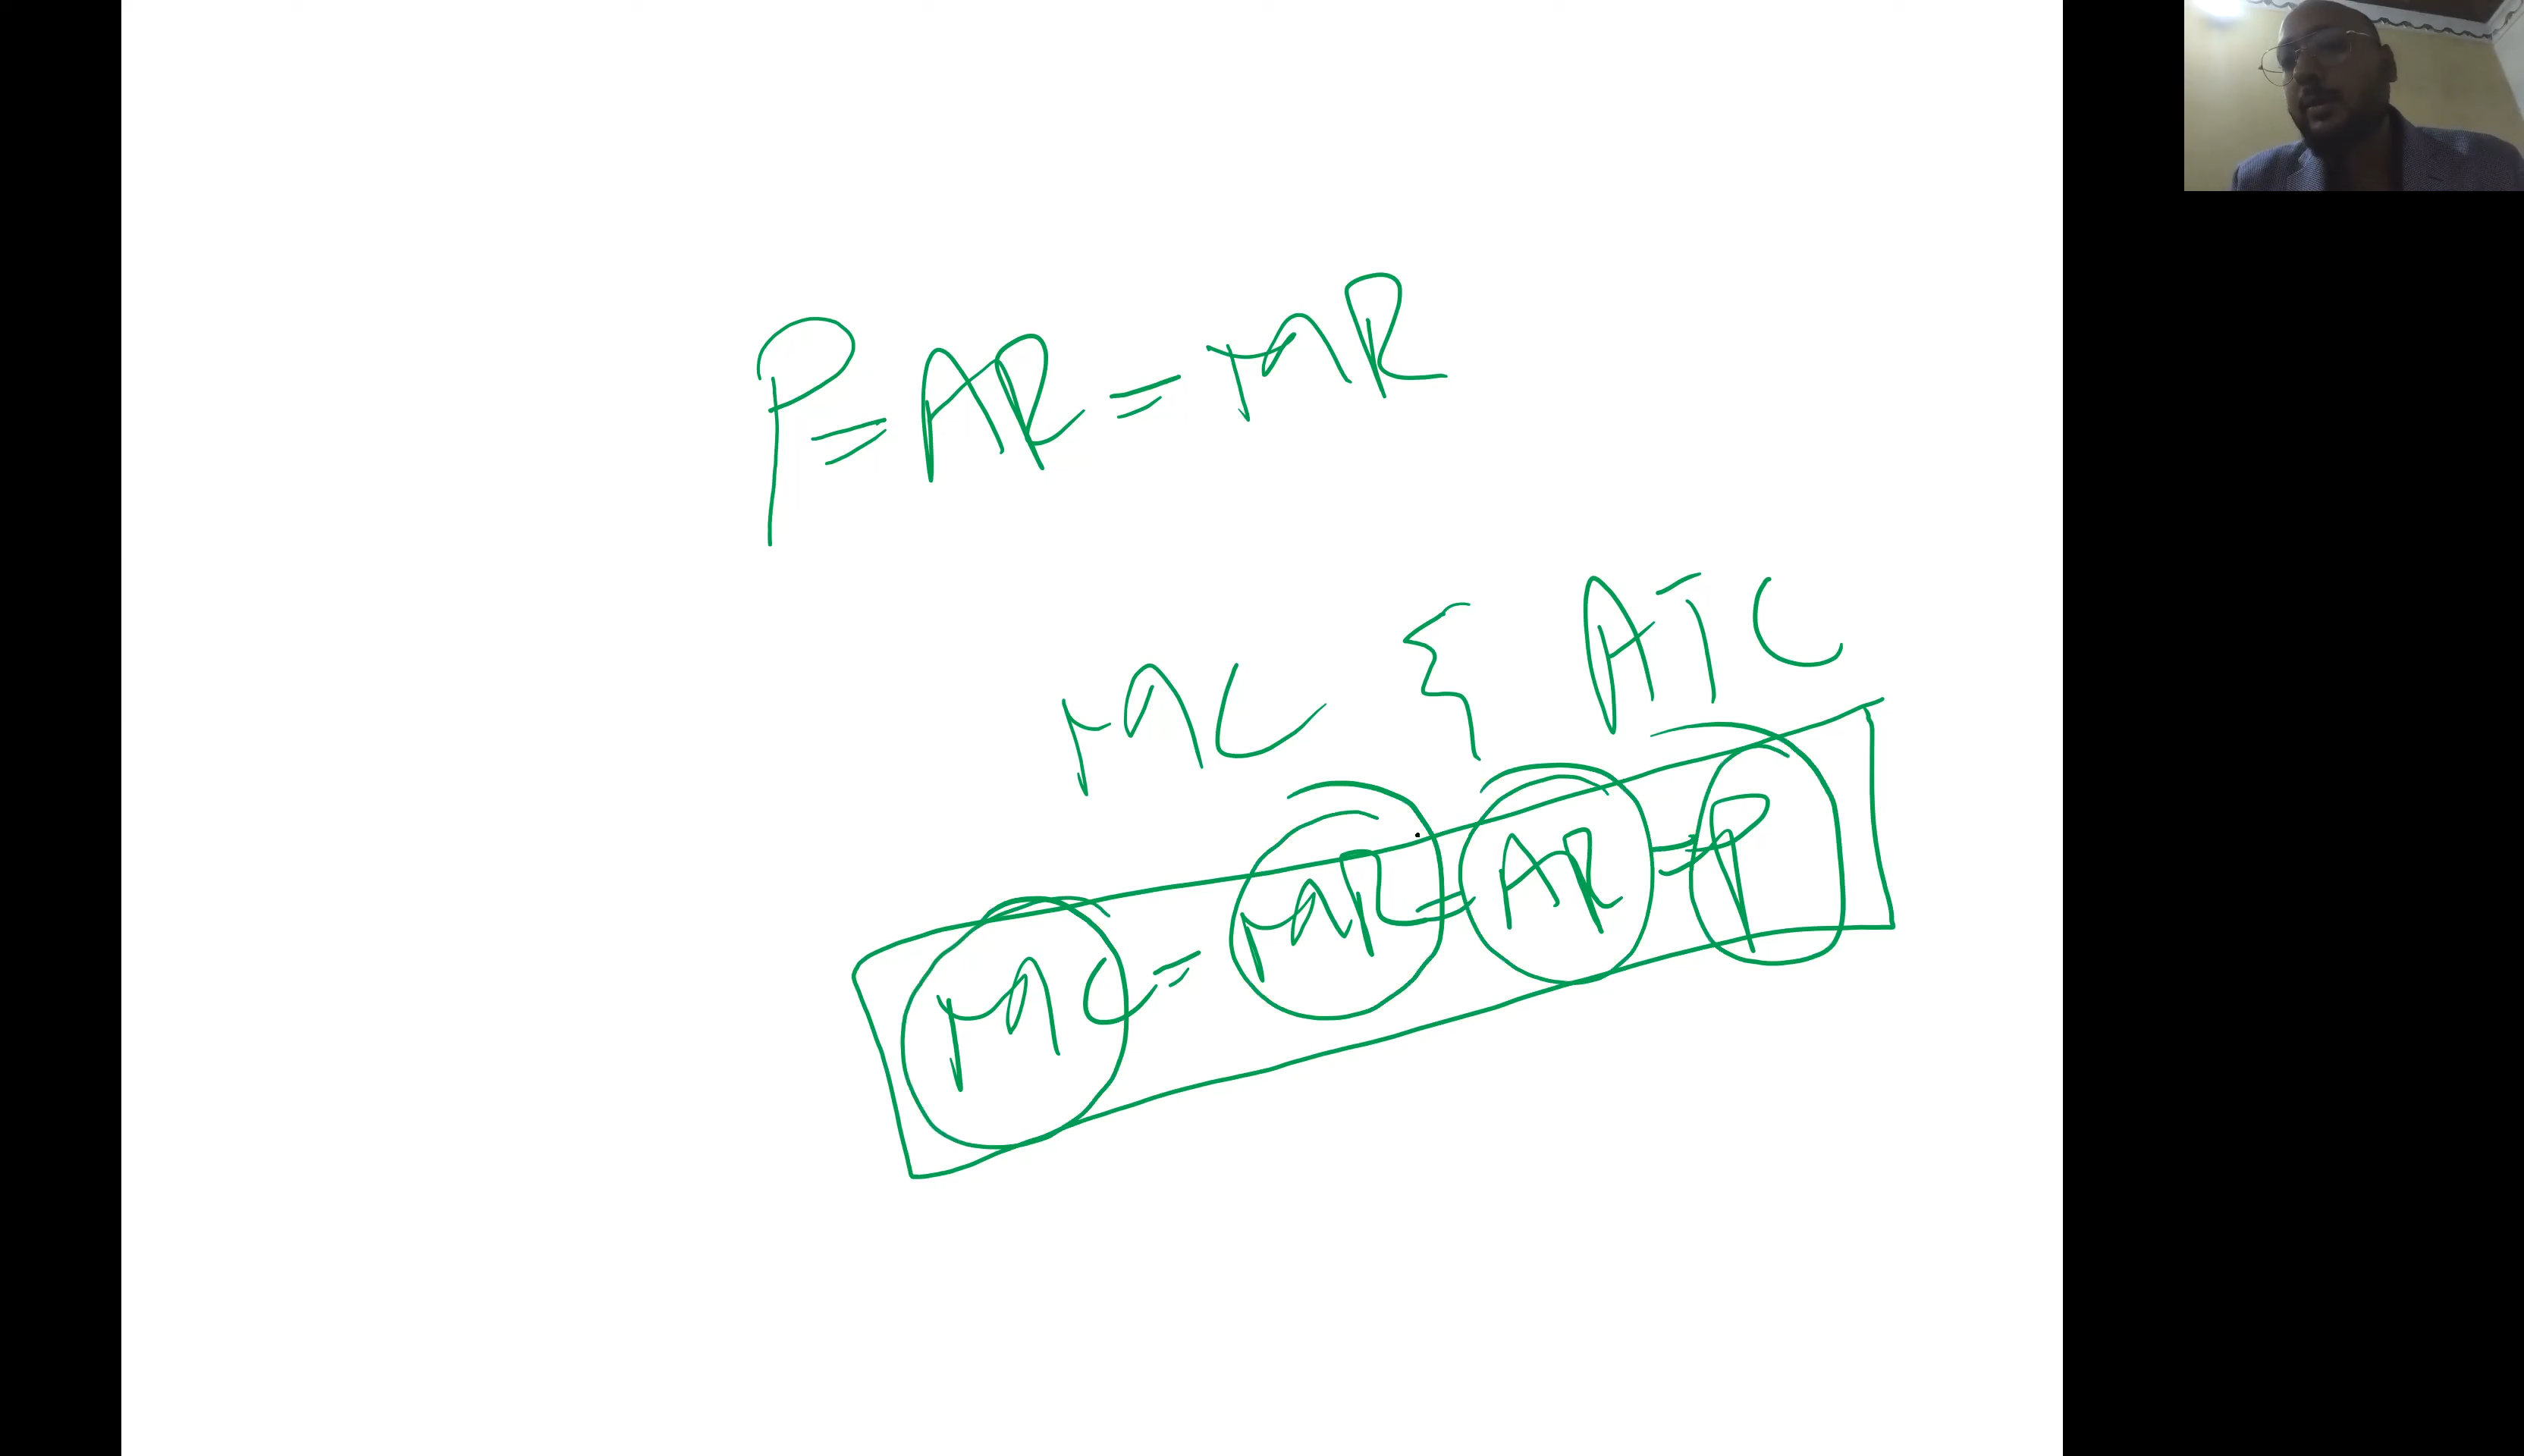 P = AR = MR
MC { ATC
MC = MR = AR = P